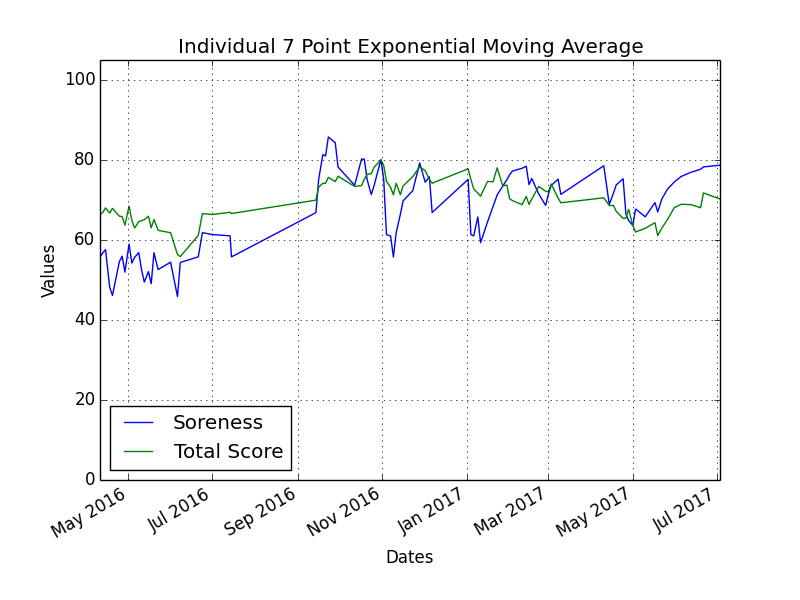 Individual 7 Point Exponential Moving Average
100
80
60
40
20
0
Values
Soreness
Total Score
May 2016
Jul 2016
Sep 2016
Nov 2016
Jan 2017
Mar 2017
May 2017
Jul 2017
Dates